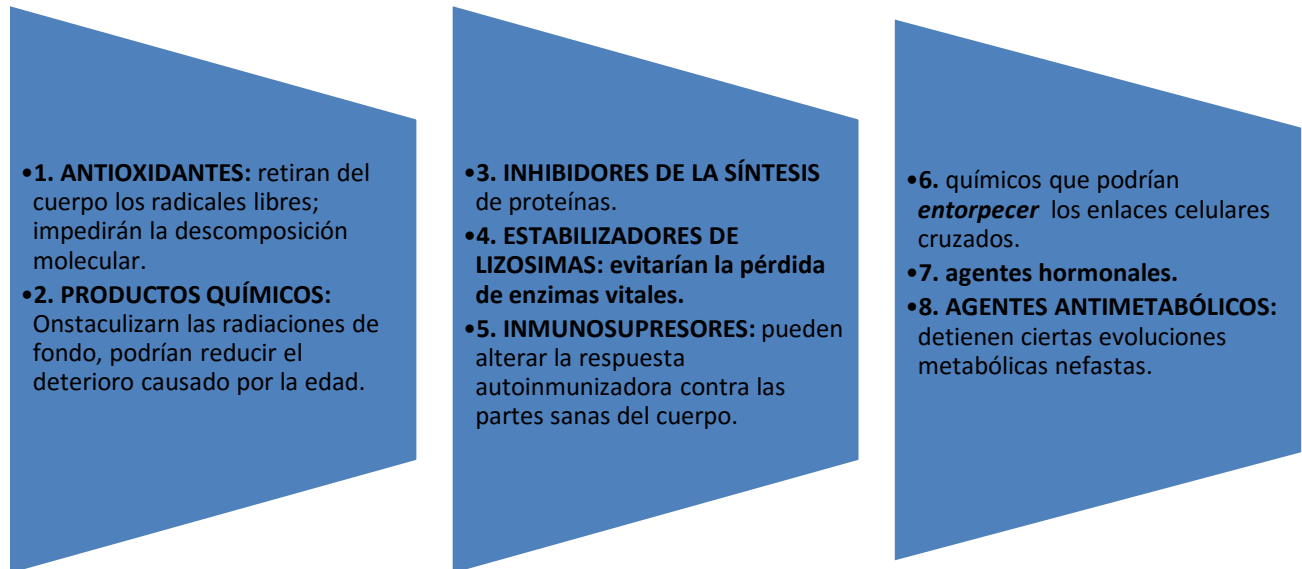 •1. ANTIOXIDANTES: retiran del
cuerpo los radicales libres;
impedirán la descomposición
molecular.
•2. PRODUCTOS QUÍMICOS:
Onstaculizarn las radiaciones de
fondo, podrían reducir el
deterioro causado por la edad.
•3. INHIBIDORES DE LA SÍNTESIS
de proteínas.
•4. ESTABILIZADORES DE
LIZOSIMAS: evitarían la pérdida
de enzimas vitales.
•5. INMUNOSUPRESORES: pueden
alterar la respuesta
autoinmunizadora contra las
partes sanas del cuerpo.
•6. químicos que podrían
entorpecer los enlaces celulares
cruzados.
•7. agentes hormonales.
•8. AGENTES ANTIMETABÓLICOS:
detienen ciertas evoluciones
metabólicas nefastas.